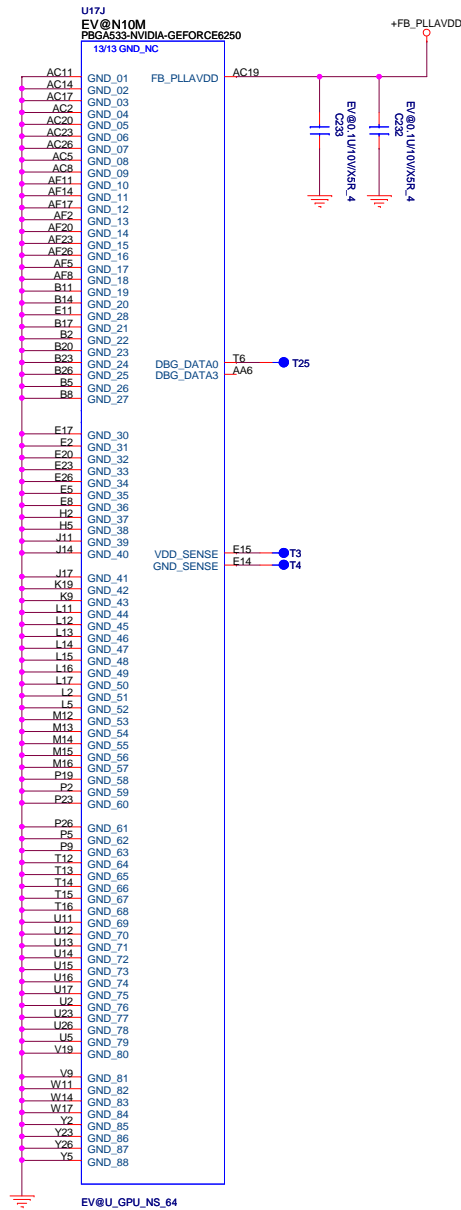 U17J
EV@N10M
PBGA533-NVIDIA-GEFORCE6250
13/13 GND_NC
+FB_PLLAVDD
AC11 GND_01 FB_PLLAVDD AC19
AC14 GND_02
AC17 GND_03
AC2 GND_04
AC20 GND_05
AC23 GND_06
AC26 GND_07
AC5 GND_08
AC8 GND_09
AF11 GND_10
AF14 GND_11
AF17 GND_12
AF2 GND_13
AF20 GND_14
AF23 GND_15
AF26 GND_16
AF5 GND_17
AF8 GND_18
B11 GND_19
B14 GND_20
E11 GND_28
B17 GND_21
B2 GND_22
B20 GND_23
B23 GND_24 DBG_DATA0 T6 T25
B26 GND_25 DBG_DATA3 AA6
B5 GND_26
B8 GND_27
EV@0.1U/10V/X5R_4
C233
EV@0.1U/10V/X5R_4
C232
E17 GND_30
E2 GND_31
E20 GND_32
E23 GND_33
E26 GND_34
E5 GND_35
E8 GND_36
H2 GND_37
H5 GND_38
J11 GND_39
J14 GND_40 VDD_SENSE E15 T3
GND_SENSE E14 T4
J17 GND_41
K19 GND_42
K9 GND_43
L11 GND_44
L12 GND_45
L13 GND_46
L14 GND_47
L15 GND_48
L16 GND_49
L17 GND_50
L2 GND_51
L5 GND_52
M12 GND_53
M13 GND_54
M14 GND_55
M15 GND_56
M16 GND_57
P19 GND_58
P2 GND_59
P23 GND_60
P26 GND_61
P5 GND_62
P9 GND_63
T12 GND_64
T13 GND_65
T14 GND_66
T15 GND_67
T16 GND_68
U11 GND_69
U12 GND_70
U13 GND_71
U14 GND_72
U15 GND_73
U16 GND_74
U17 GND_75
U2 GND_76
U23 GND_77
U26 GND_78
U5 GND_79
V19 GND_80
V9 GND_81
W11 GND_82
W14 GND_83
W17 GND_84
Y2 GND_85
Y23 GND_86
Y26 GND_87
Y5 GND_88
EV@U_GPU_NS_64